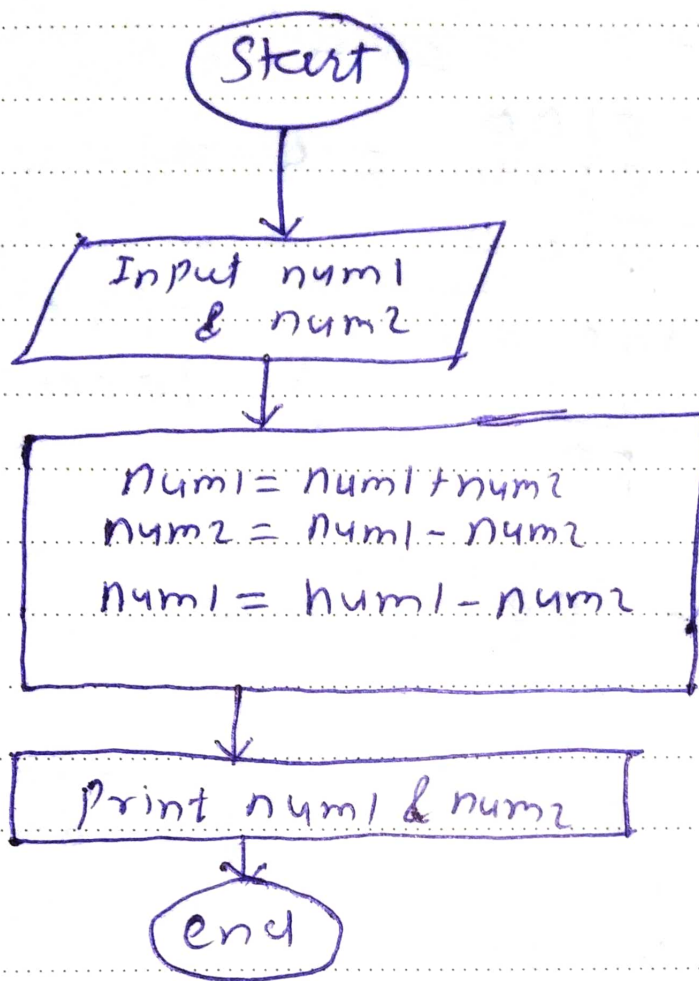 Start
Input num1
& num2
num1 = num1 + num2
num2 = num1 - num2
num1 = num1 - num2
Print num1 & num2
end